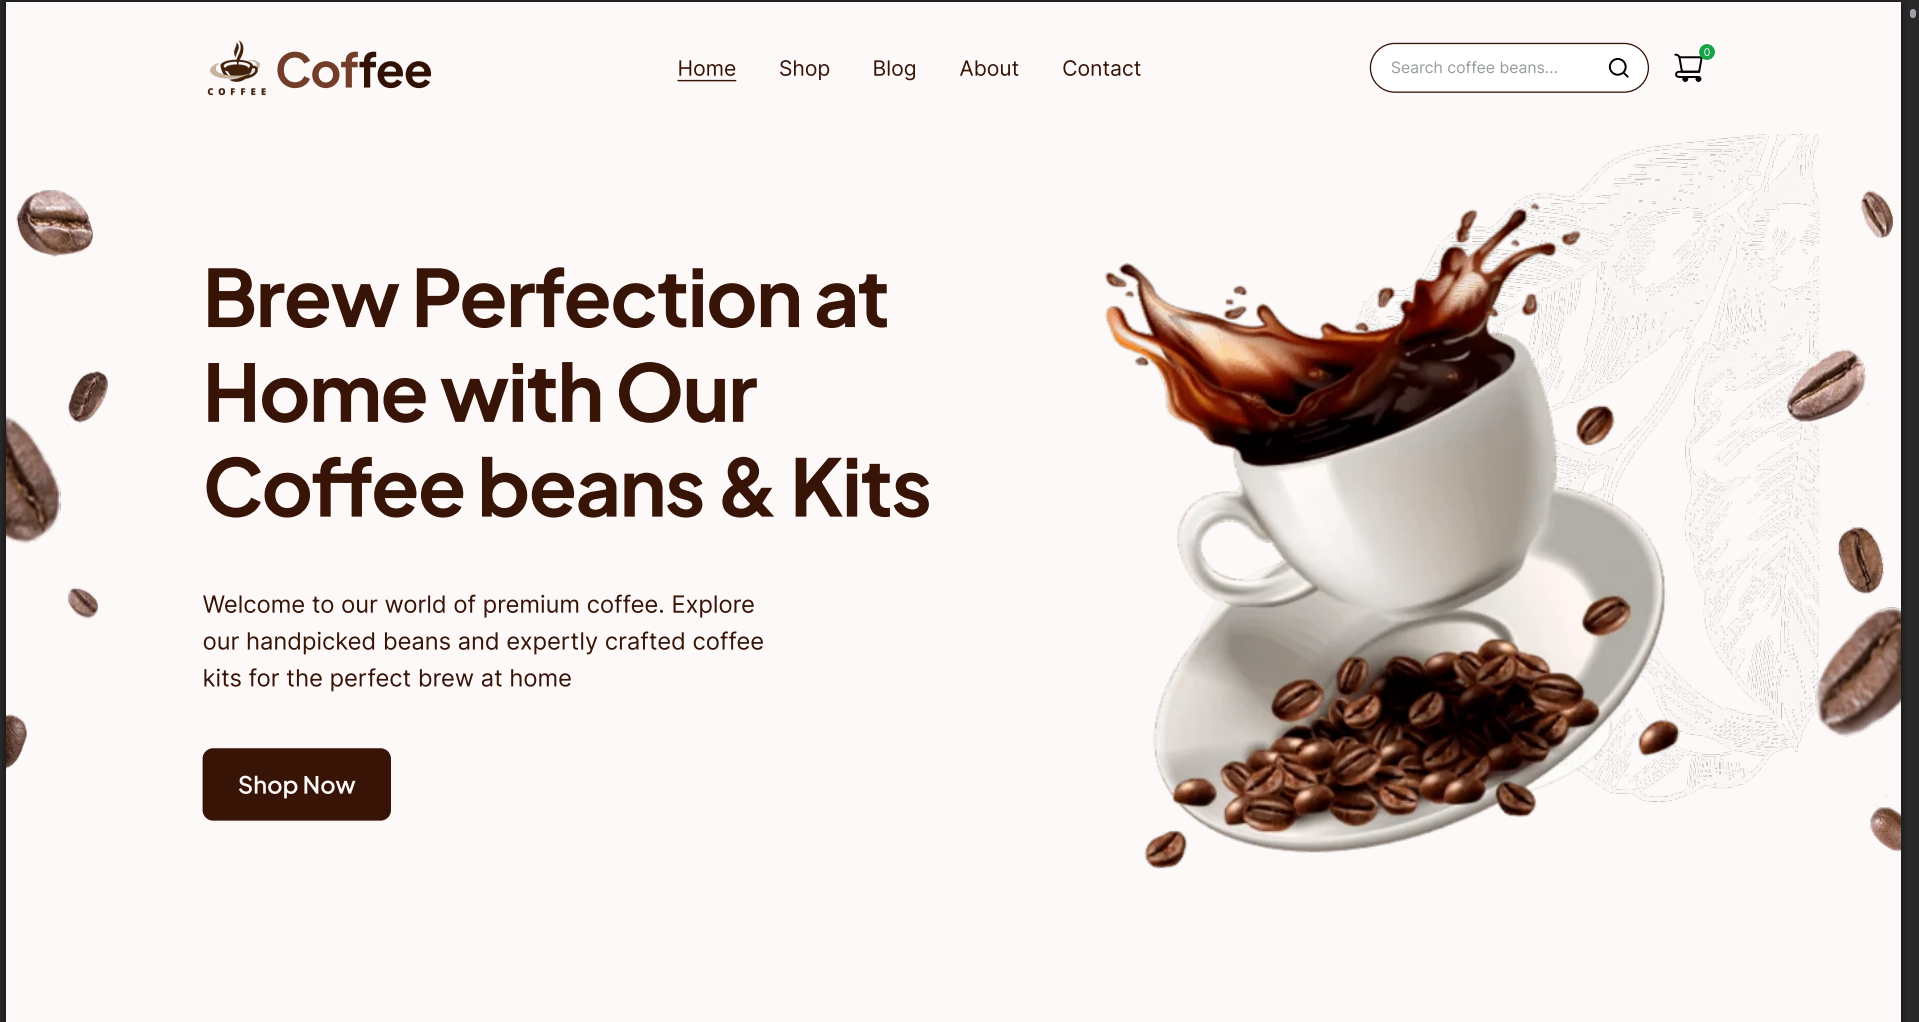 COFFEE
Coffee
Home
Shop
Blog
About
Contact
Search coffee beans...
0
Brew Perfection at
Home with Our
Coffee beans & Kits
Welcome to our world of premium coffee. Explore
our handpicked beans and expertly crafted coffee
kits for the perfect brew at home
Shop Now